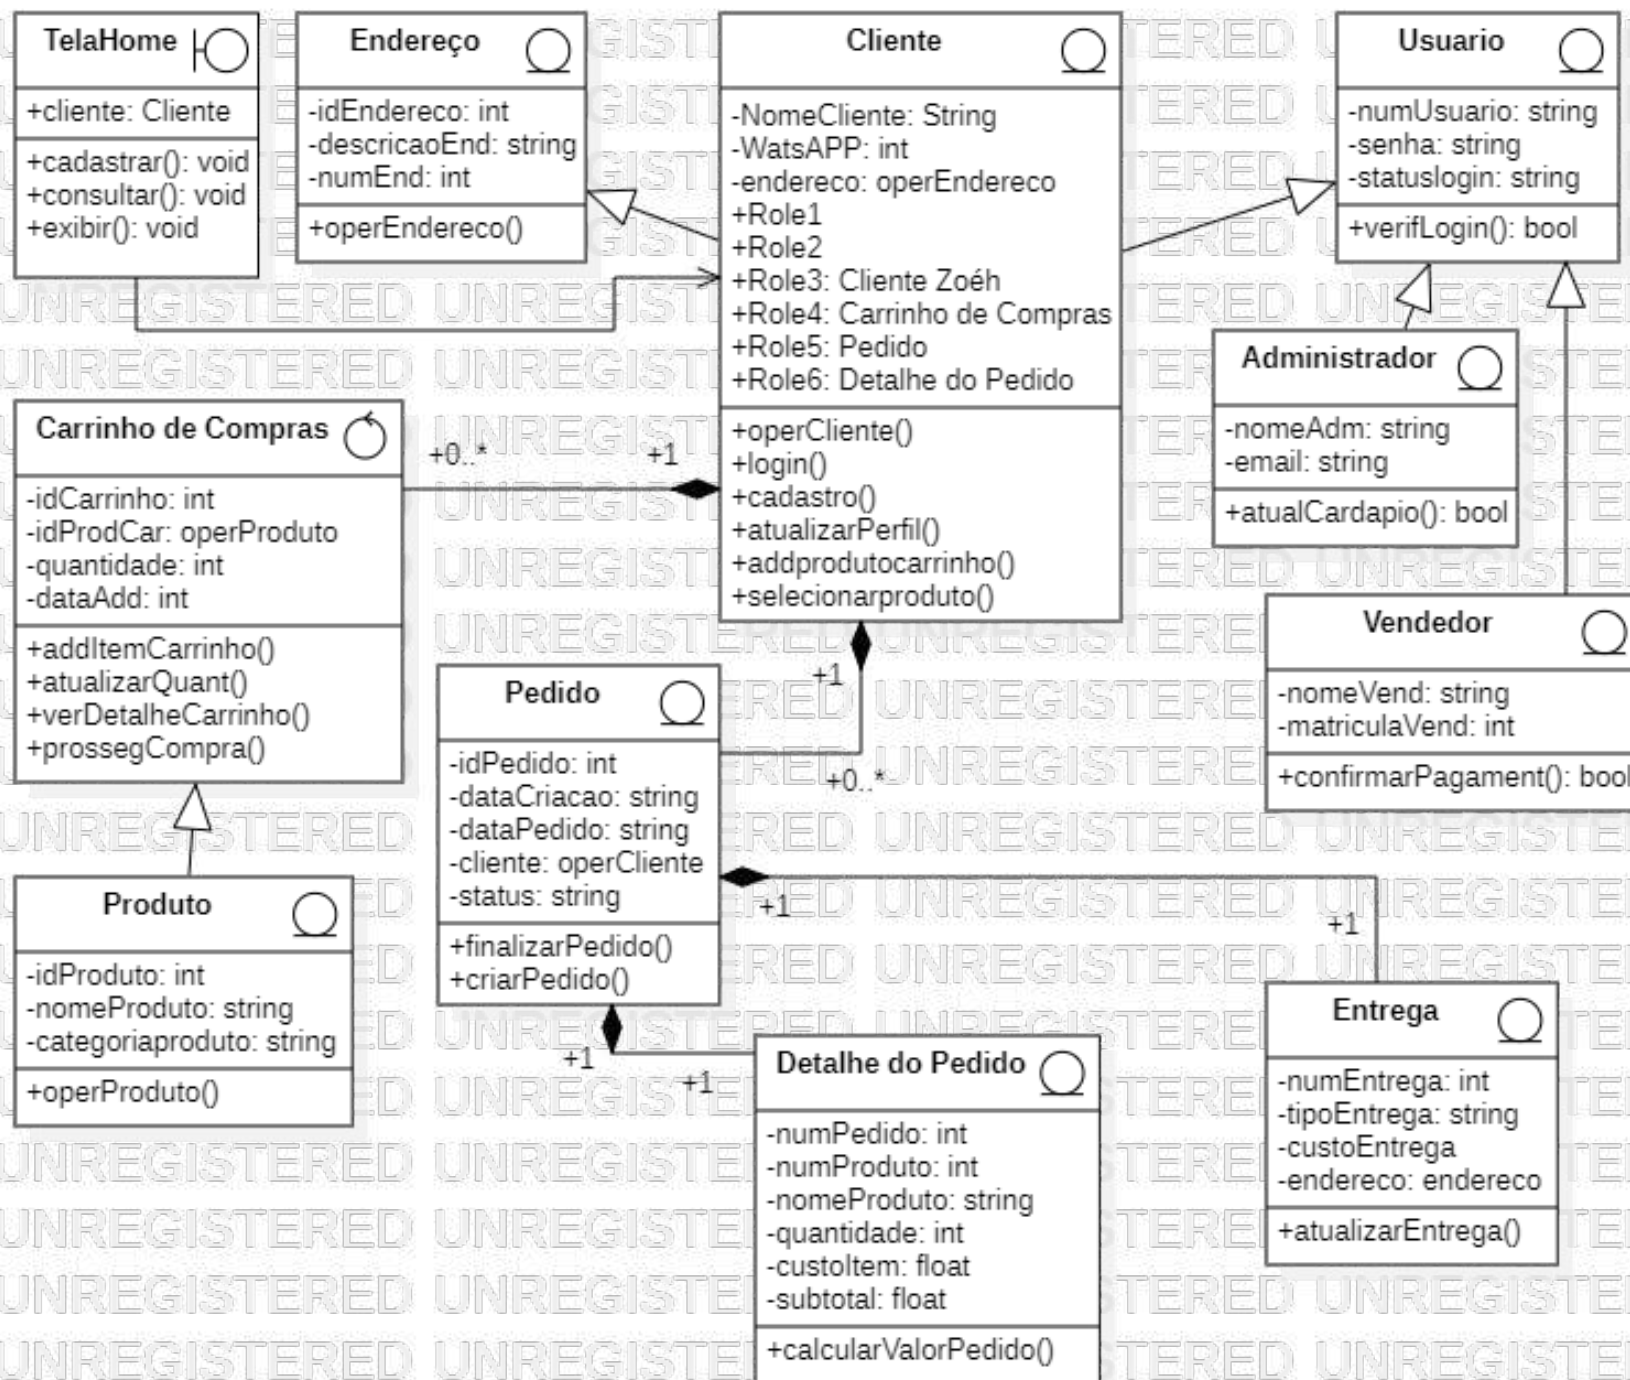 TelaHome
+cliente: Cliente
+cadastrar(): void
+consultar(): void
+exibir(): void
Endereço
-idEndereco: int
-descricaoEnd: string
-numEnd: int
+operEndereco()
Cliente
-NomeCliente: String
-WatsAPP: int
-endereco: operEndereco
+Role1
+Role2
+Role3: Cliente Zoéh
+Role4: Carrinho de Compras
+Role5: Pedido
+Role6: Detalhe do Pedido
+operCliente()
+login()
+cadastro()
+atualizarPerfil()
+addprodutocarrinho()
+selecionarproduto()
Usuario
-numUsuario: string
-senha: string
-statuslogin: string
+verifLogin(): bool
Administrador
-nomeAdm: string
-email: string
+atualCardapio(): bool
Carrinho de Compras
-idCarrinho: int
-idProdCar: operProduto
-quantidade: int
-dataAdd: int
+addItemCarrinho()
+atualizarQuant()
+verDetalheCarrinho()
+prossegCompra()
+0..*
+1
Vendedor
-nomeVend: string
-matriculaVend: int
+confirmarPagament(): bool
Pedido
-idPedido: int
-dataCriacao: string
-dataPedido: string
-cliente: operCliente
-status: string
+finalizarPedido()
+criarPedido()
+1
+0..*
+1
+1
Produto
-idProduto: int
-nomeProduto: string
-categoriaproduto: string
+operProduto()
+1
+1
Detalhe do Pedido
-numPedido: int
-numProduto: int
-nomeProduto: string
-quantidade: int
-custoItem: float
-subtotal: float
+calcularValorPedido()
Entrega
-numEntrega: int
-tipoEntrega: string
-custoEntrega
-endereco: endereco
+atualizarEntrega()
UNREGISTERED UNREGISTERED UNREGISTERED UNREGISTERED